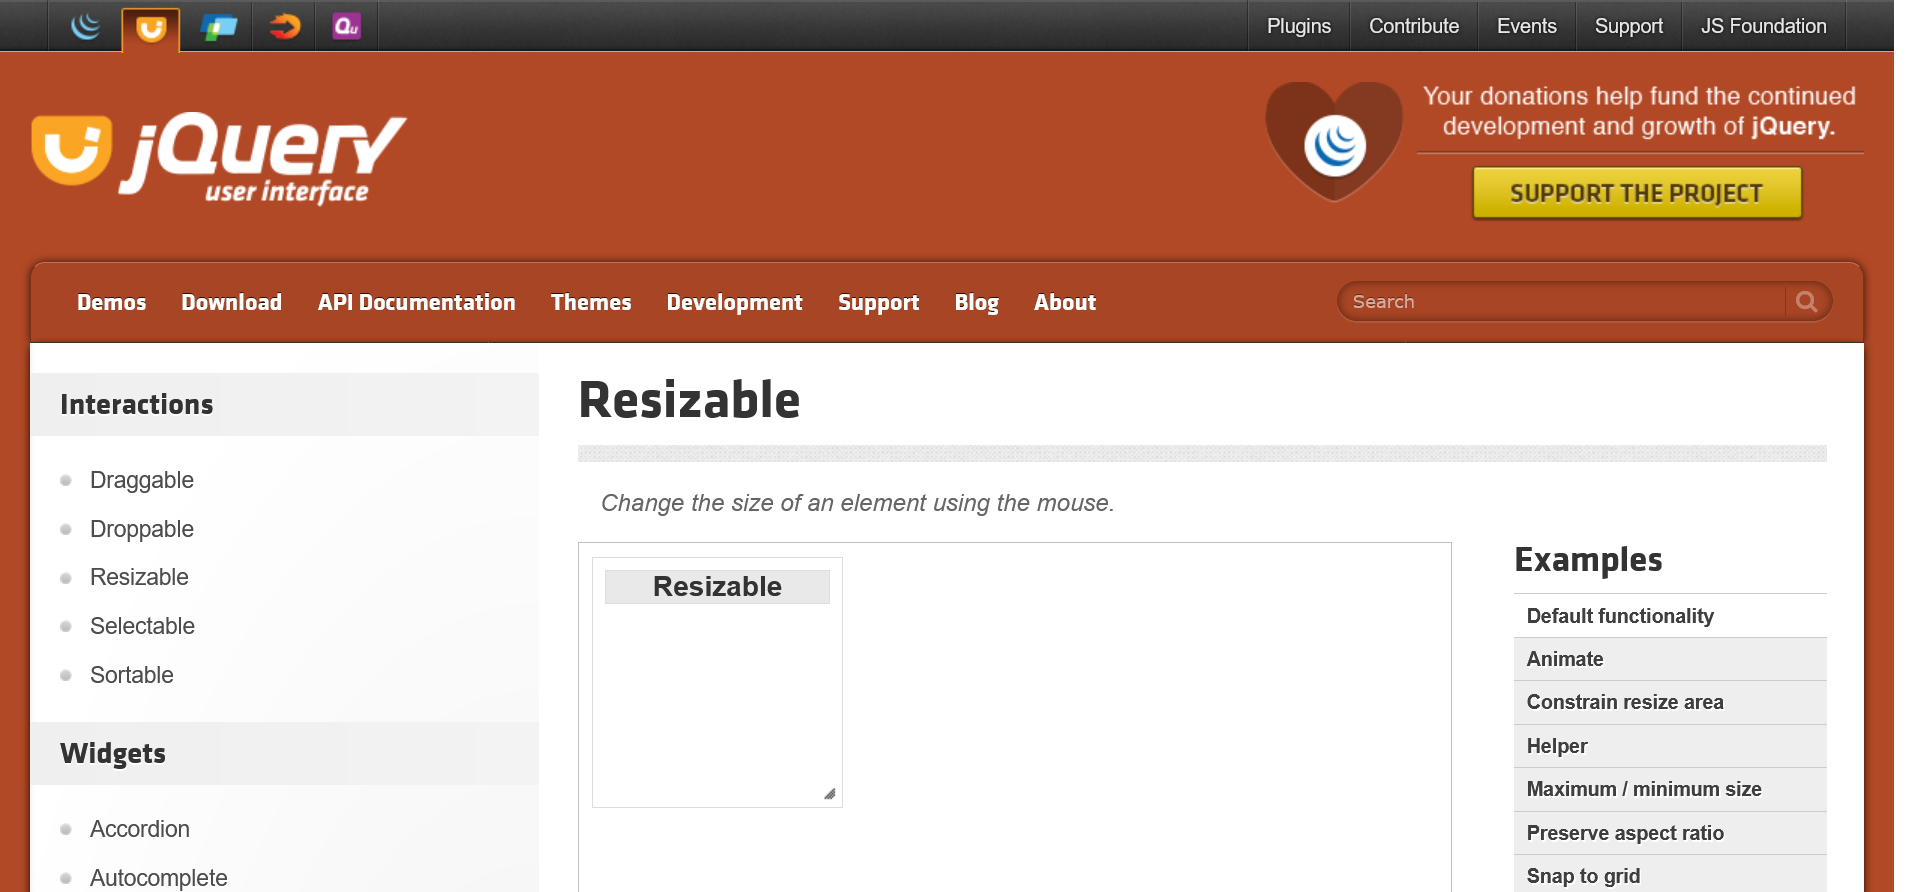 Plugins
Contribute
Events
Support
JS Foundation
Qu
jQuery
user interface
Your donations help fund the continued
development and growth of jQuery.
SUPPORT THE PROJECT
Demos
Download
API Documentation
Themes
Development
Support
Blog
About
Search
Interactions
Draggable
Droppable
Resizable
Selectable
Sortable
Widgets
Accordion
Autocomplete
Resizable
Change the size of an element using the mouse.
Resizable
Examples
Default functionality
Animate
Constrain resize area
Helper
Maximum / minimum size
Preserve aspect ratio
Snap to grid